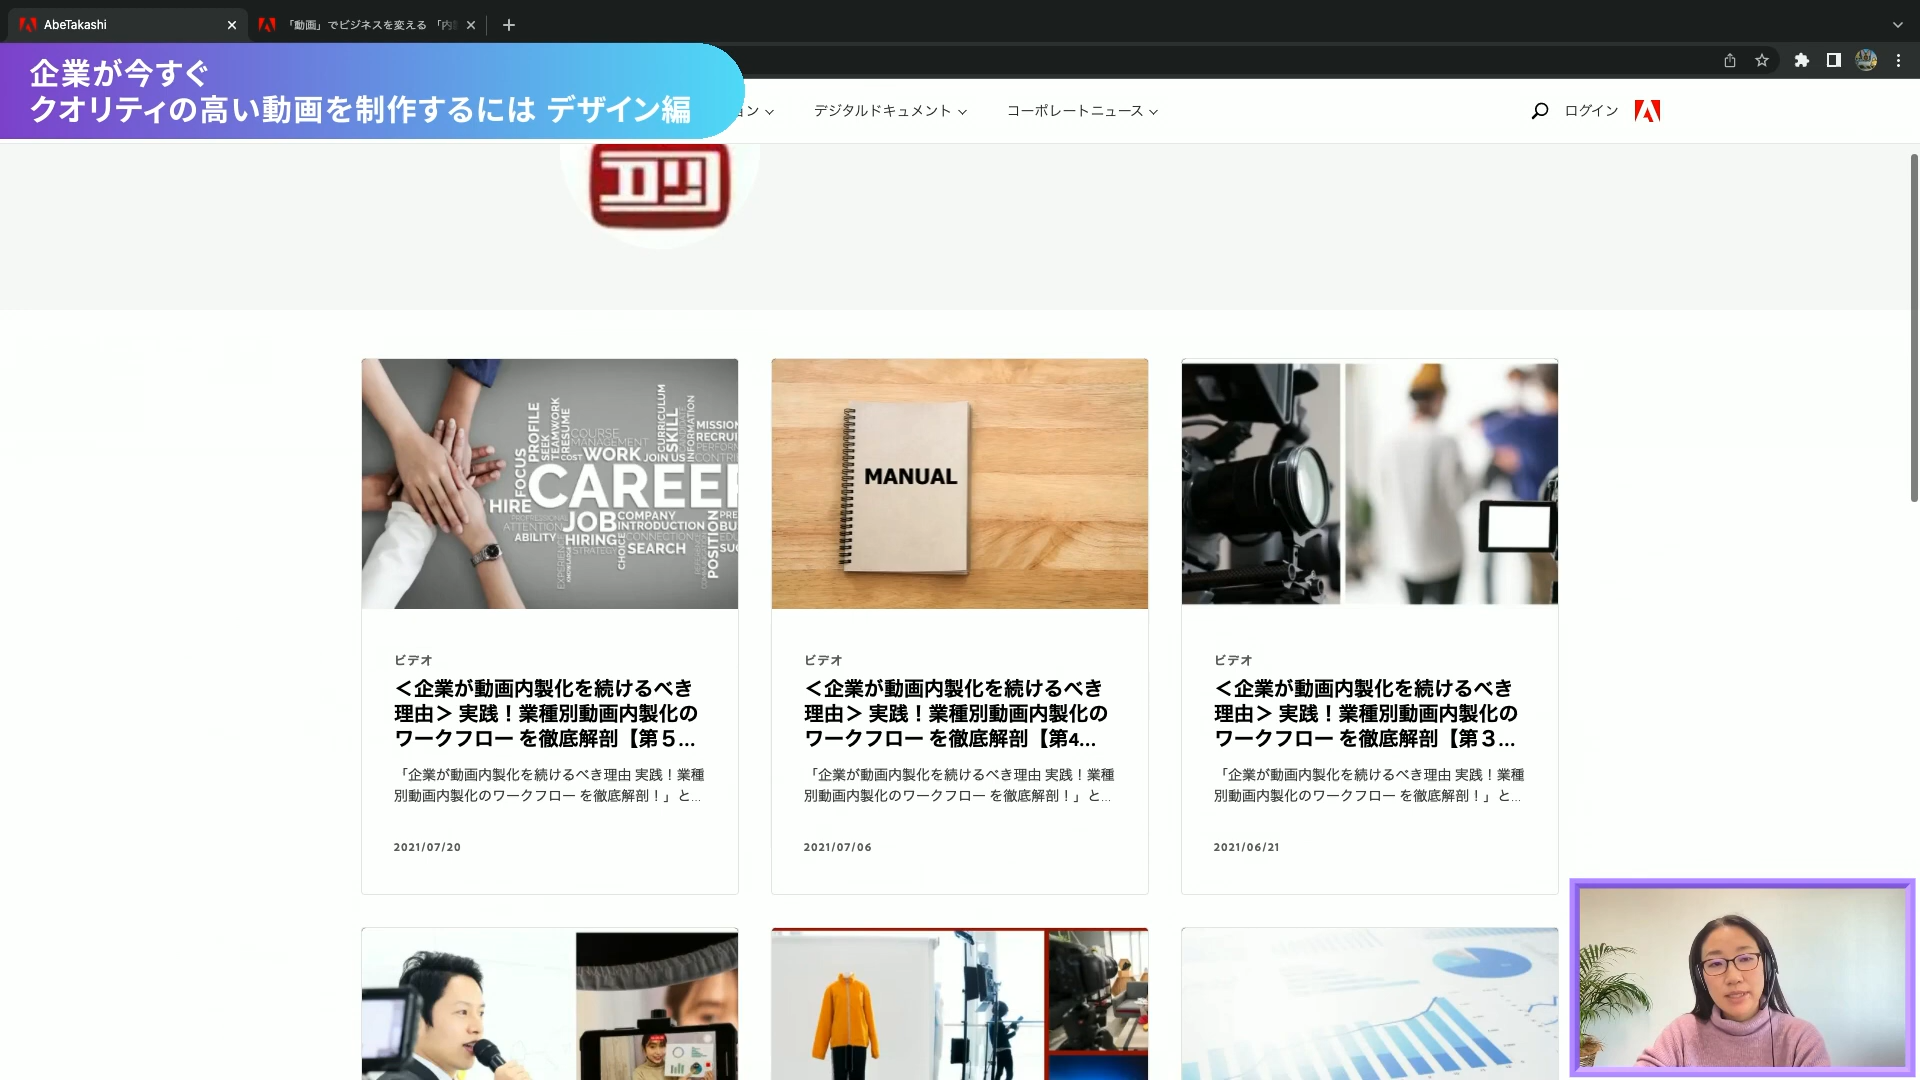 AbeTakashi
「動画」でビジネスを変える 「内
企業が今すぐ
クオリティの高い動画を制作するには デザイン編
ン
デジタルドキュメント
コーポレートニュース
ログイン
PROFILE
SEEK
TEAMWORK
RESUME
COURSE
MANAGEMENT
COST WORK JOIN US
CURRICULUM
SKILL
INFORMATION
MISSION
RECRUI
FOCUS
CAREER
HIRE
ATTENTION
ABILITY
JOB
COMPANY
INTRODUCTION
HIRING
STRATEGY
CONNECTION
CHOICE
SEARCH
POSITION
EXPERIENCE
KNOWLEDGE
MANUAL
ビデオ
＜企業が動画内製化を続けるべき
理由＞ 実践！業種別動画内製化の
ワークフロー を徹底解剖【第５...
「企業が動画内製化を続けるべき理由 実践！業種
別動画内製化のワークフロー を徹底解剖！」と...
2021/07/20
ビデオ
＜企業が動画内製化を続けるべき
理由＞ 実践！業種別動画内製化の
ワークフロー を徹底解剖【第4...
「企業が動画内製化を続けるべき理由 実践！業種
別動画内製化のワークフロー を徹底解剖！」と...
2021/07/06
ビデオ
＜企業が動画内製化を続けるべき
理由＞ 実践！業種別動画内製化の
ワークフロー を徹底解剖【第３...
「企業が動画内製化を続けるべき理由 実践！業種
別動画内製化のワークフロー を徹底解剖！」と...
2021/06/21